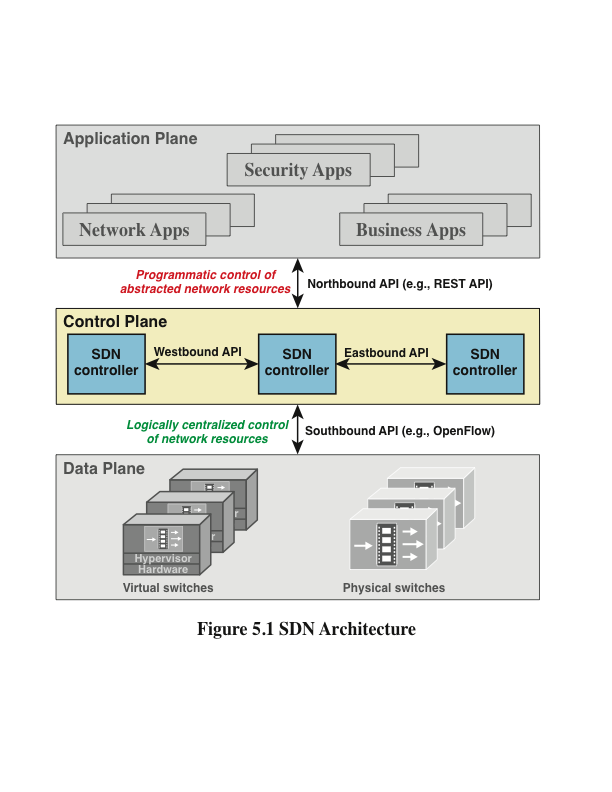 Application Plane
Security Apps
Network Apps
Business Apps
Programmatic control of
abstracted network resources
Northbound API (e.g., REST API)
Control Plane
SDN
controller
Westbound API
SDN
controller
Eastbound API
SDN
controller
Logically centralized control
of network resources
Southbound API (e.g., OpenFlow)
Data Plane
Hypervisor
Hardware
Virtual switches
Physical switches
Figure 5.1 SDN Architecture